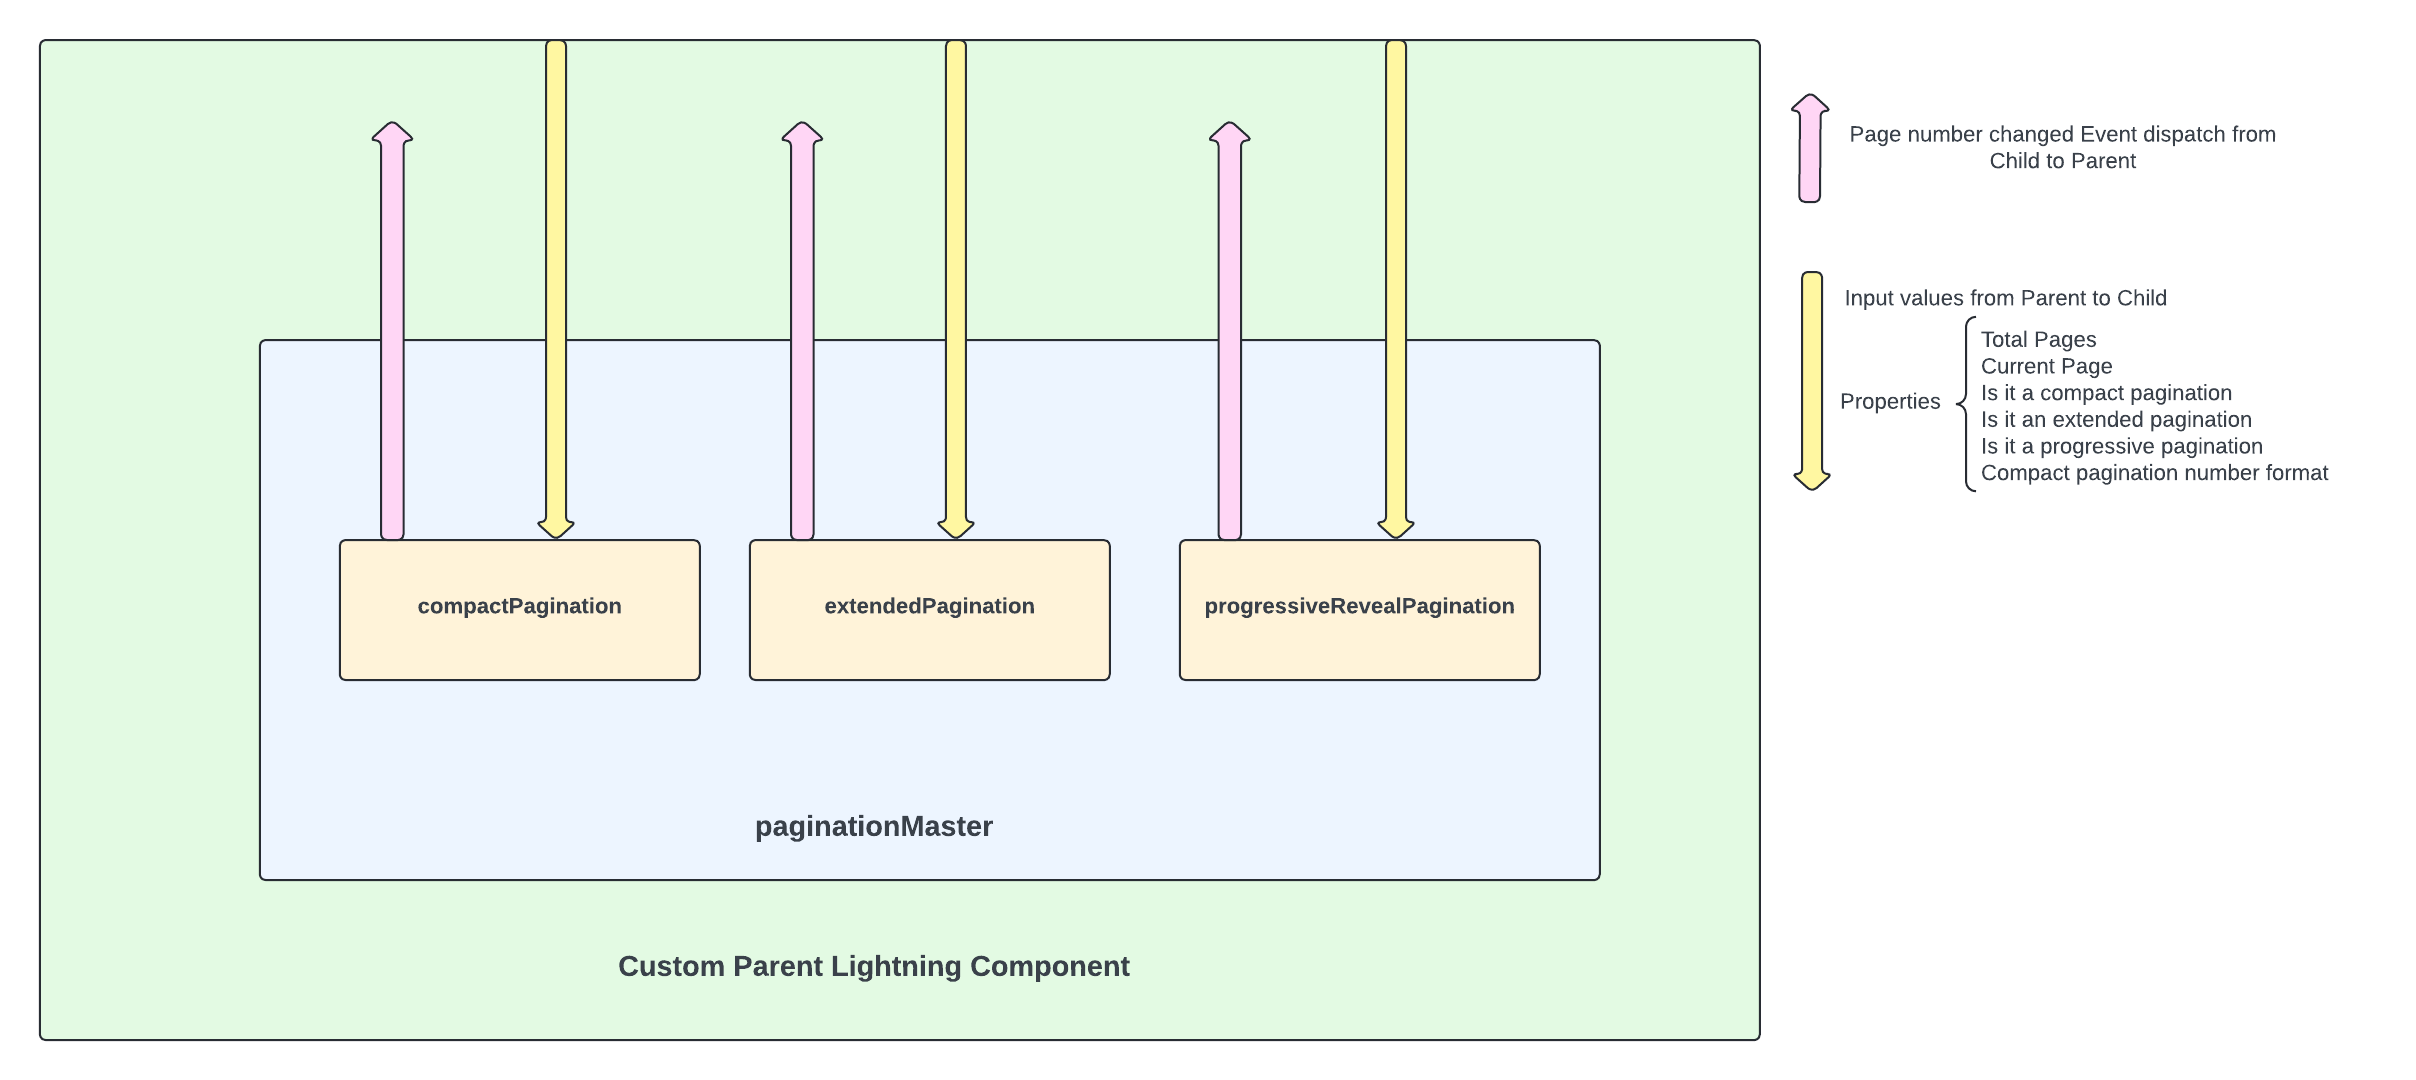 Page number changed Event dispatch from
Child to Parent
Input values from Parent to Child
Properties
Total Pages
Current Page
Is it a compact pagination
Is it an extended pagination
Is it a progressive pagination
Compact pagination number format
compactPagination
extendedPagination
progressiveRevealPagination
paginationMaster
Custom Parent Lightning Component